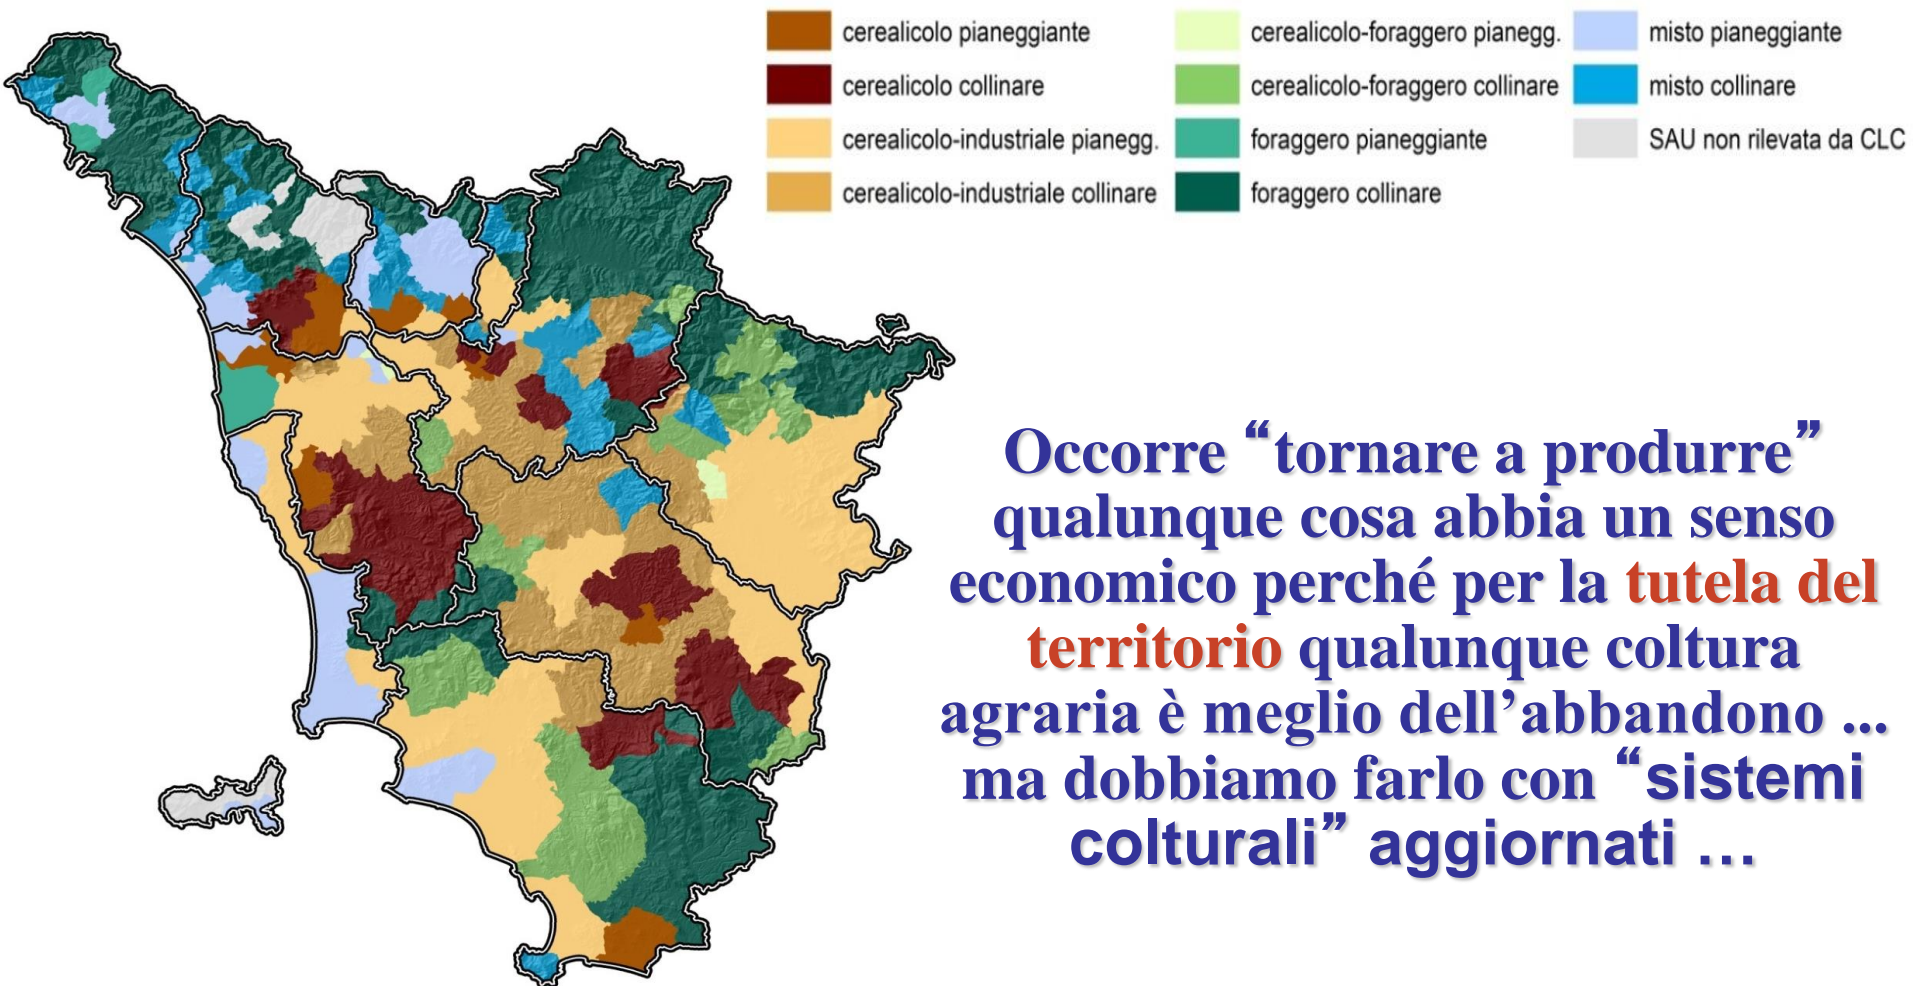 cerealicolo pianeggiante
cerealicolo collinare
cerealicolo-industriale pianegg.
cerealicolo-industriale collinare
cerealicolo-foraggero pianegg.
cerealicolo-foraggero collinare
foraggero pianeggiante
foraggero collinare
misto pianeggiante
misto collinare
SAU non rilevata da CLC
Occorre “tornare a produrre”
qualunque cosa abbia un senso
economico perché per la tutela del
territorio qualunque coltura
agraria è meglio dell’abbandono ...
ma dobbiamo farlo con “sistemi
colturali” aggiornati …